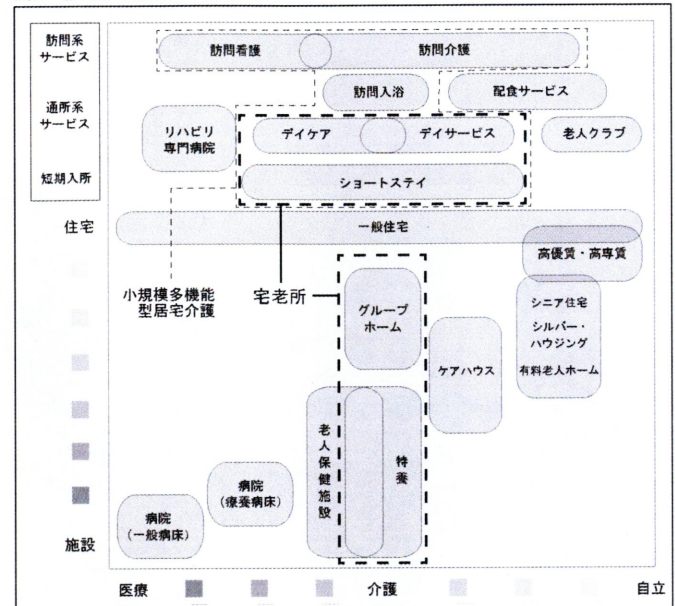 訪問系
サービス
訪問看護
訪問介護
訪問入浴
配食サービス
通所系
サービス
リハビリ
専門病院
デイケア
デイサービス
老人クラブ
短期入所
ショートステイ
住宅
一般住宅
高優賃・高専賃
小規模多機能
型居宅介護
宅老所
グループ
ホーム
シニア住宅
シルバー・
ハウジング
有料老人ホーム
ケアハウス
老人保健施設
特養
病院
(療養病床)
病院
(一般病床)
施設
医療
介護
自立